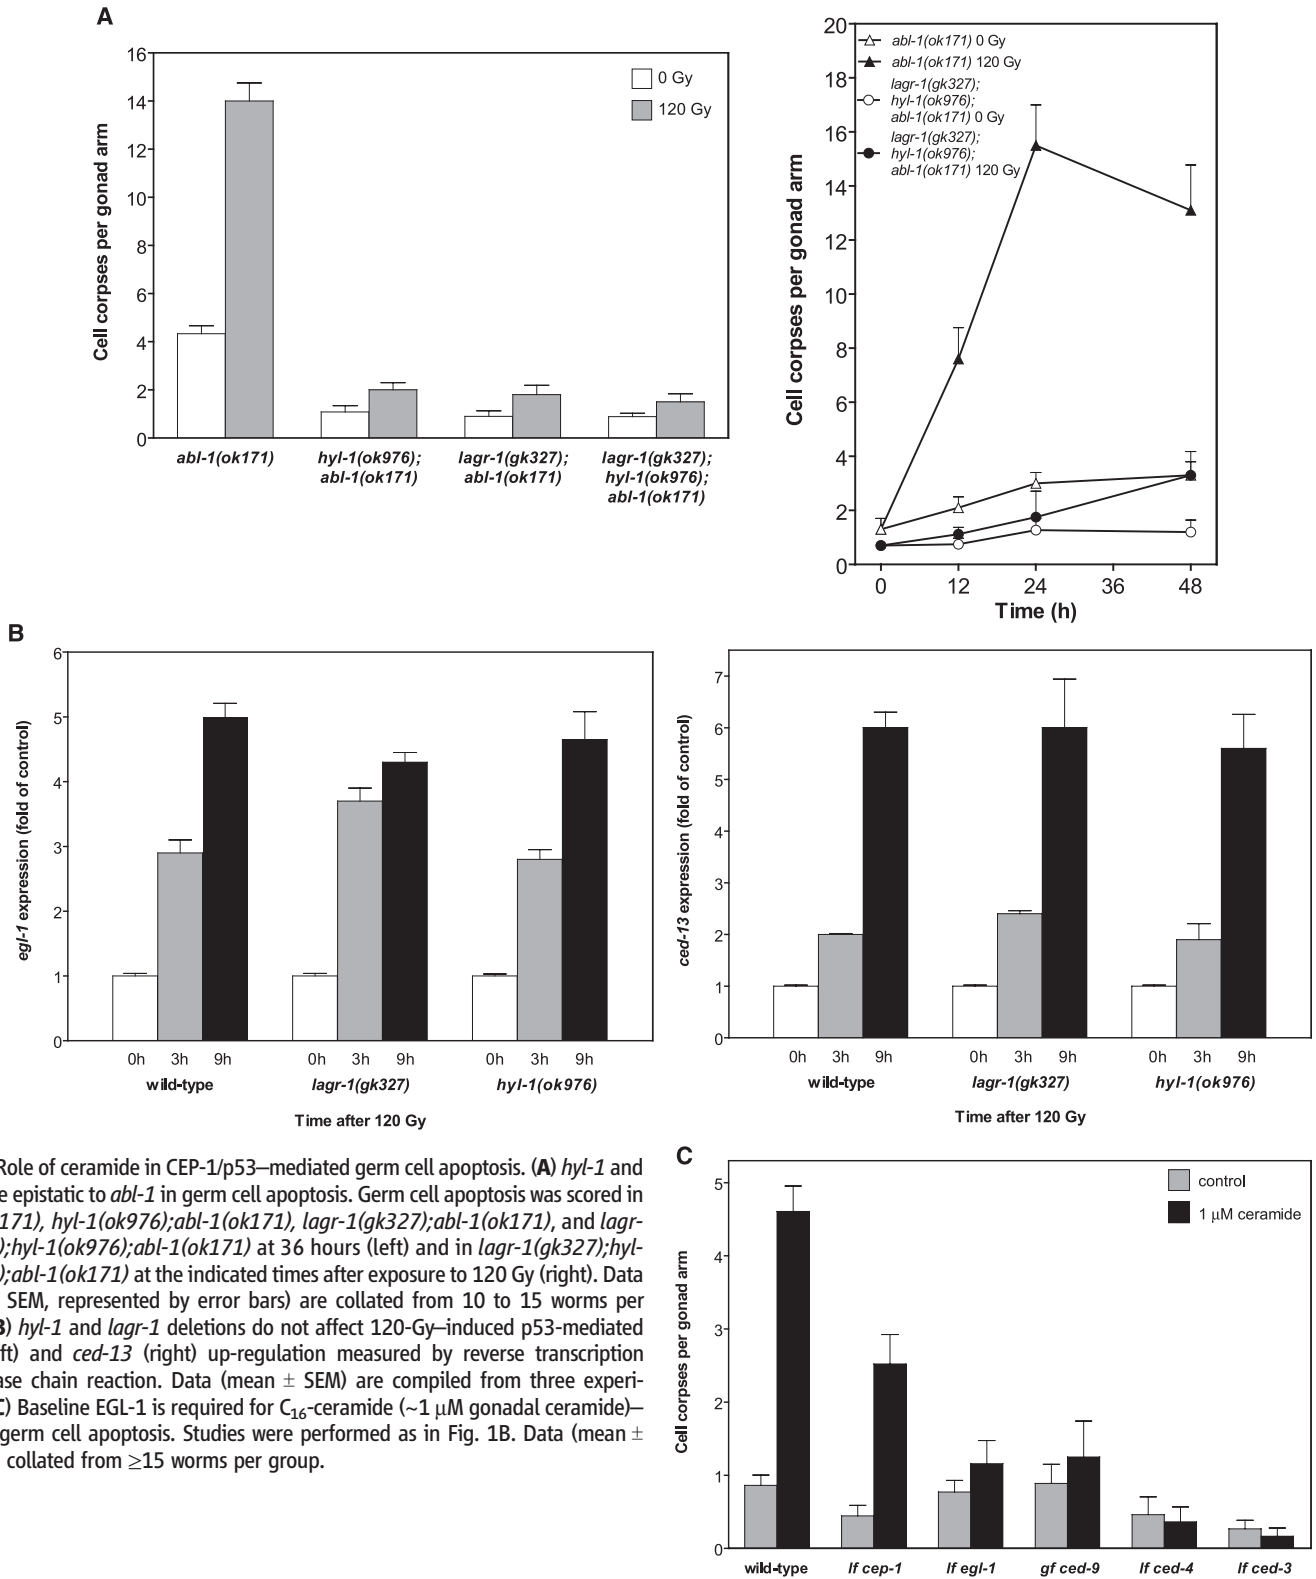 A
Cell corpses per gonad arm
16
14
12
10
8
6
4
2
0
0 Gy
120 Gy
abl-1(ok171)
hyl-1(ok976);
abl-1(ok171)
lagr-1(gk327);
abl-1(ok171)
lagr-1(gk327);
hyl-1(ok976);
abl-1(ok171)
Cell corpses per gonad arm
20
18
16
14
12
10
8
6
4
2
0
abl-1(ok171) 0 Gy
abl-1(ok171) 120 Gy
lagr-1(gk327);
hyl-1(ok976);
abl-1(ok171) 0 Gy
lagr-1(gk327);
hyl-1(ok976);
abl-1(ok171) 120 Gy
0 12 24 36 48
Time (h)
B
egl-1 expression (fold of control)
6
5
4
3
2
1
0
0h 3h 9h 0h 3h 9h 0h 3h 9h
wild-type lagr-1(gk327) hyl-1(ok976)
Time after 120 Gy
ced-13 expression (fold of control)
7
6
5
4
3
2
1
0
0h 3h 9h 0h 3h 9h 0h 3h 9h
wild-type lagr-1(gk327) hyl-1(ok976)
Time after 120 Gy
Role of ceramide in CEP-1/p53–mediated germ cell apoptosis. (A) hyl-1 and
e epistatic to abl-1 in germ cell apoptosis. Germ cell apoptosis was scored in
171), hyl-1(ok976);abl-1(ok171), lagr-1(gk327);abl-1(ok171), and lagr-
);hyl-1(ok976);abl-1(ok171) at 36 hours (left) and in lagr-1(gk327);hyl-
);abl-1(ok171) at the indicated times after exposure to 120 Gy (right). Data
SEM, represented by error bars) are collated from 10 to 15 worms per
B) hyl-1 and lagr-1 deletions do not affect 120-Gy–induced p53-mediated
ft) and ced-13 (right) up-regulation measured by reverse transcription
ase chain reaction. Data (mean ± SEM) are compiled from three experi-
C) Baseline EGL-1 is required for C16-ceramide (~1 μM gonadal ceramide)–
germ cell apoptosis. Studies were performed as in Fig. 1B. Data (mean ±
collated from ≥15 worms per group.
C
Cell corpses per gonad arm
5
4
3
2
1
0
control
1 μM ceramide
wild-type lf cep-1 lf egl-1 gf ced-9 lf ced-4 lf ced-3